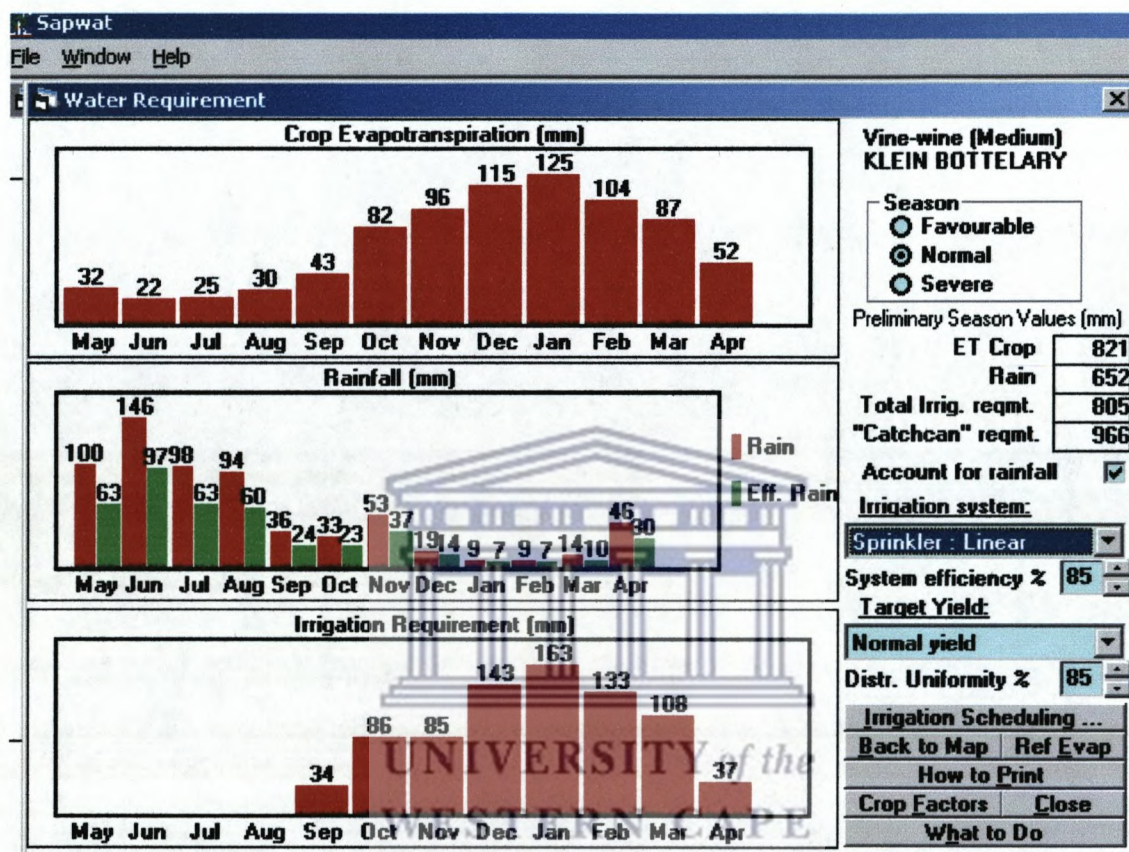 Sapwat
File Window Help
Water Requirement
Crop Evapotranspiration (mm)
32 22 25 30 43 82 96 115 125 104 87 52
May Jun Jul Aug Sep Oct Nov Dec Jan Feb Mar Apr
Rainfall (mm)
100 63 146 97 98 63 94 60 36 24 33 23 53 37 19 14 9 7 9 7 14 10 46 30
May Jun Jul Aug Sep Oct Nov Dec Jan Feb Mar Apr
Rain
Eff. Rain
Irrigation Requirement (mm)
34 86 85 143 163 133 108 37
May Jun Jul Aug Sep Oct Nov Dec Jan Feb Mar Apr
Vine-wine (Medium)
KLEIN BOTTELARY
Season
Favourable
Normal
Severe
Preliminary Season Values (mm)
ET Crop 821
Rain 652
Total Irrig. reqmt. 805
"Catchcan" reqmt. 966
Account for rainfall
Irrigation system:
Sprinkler : Linear
System efficiency % 85
Target Yield:
Normal yield
Distr. Uniformity % 85
Irrigation Scheduling ...
Back to Map Ref Evap
How to Print
Crop Factors Close
What to Do
UNIVERSITY of the
WESTERN CAPE